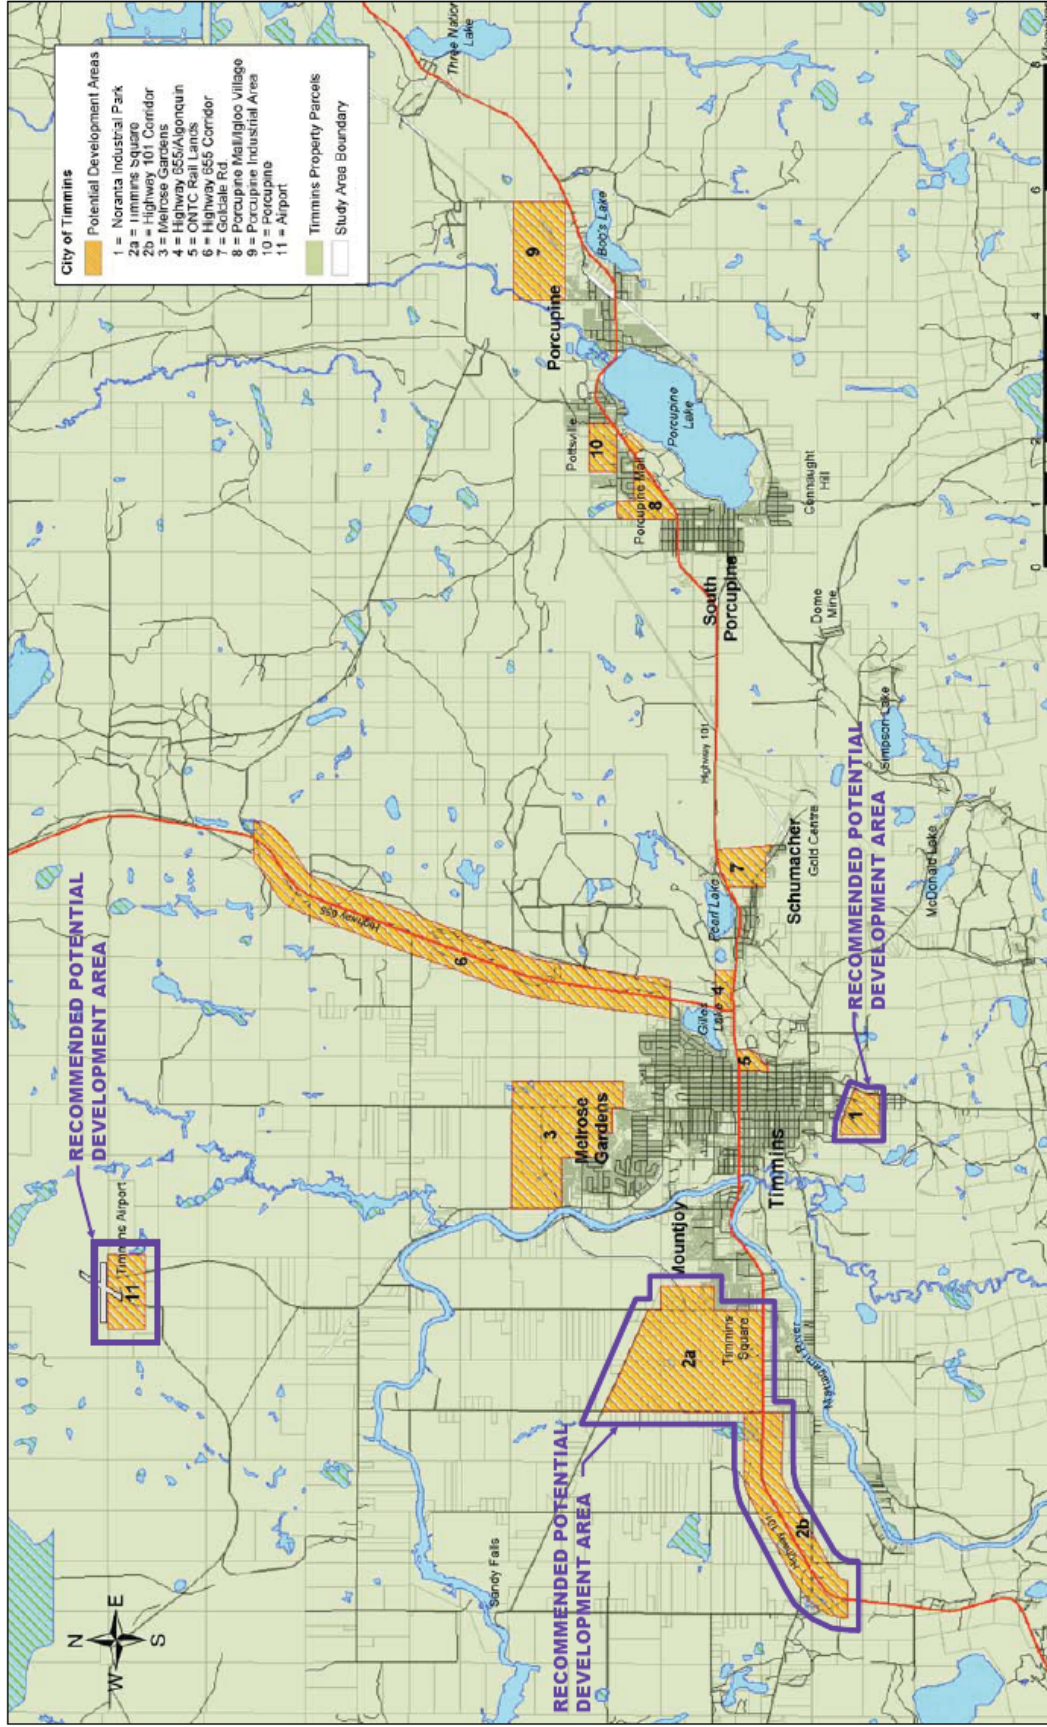 City of Timmins
Potential Development Areas
1 = Noranta Industrial Park
2a = Timmins Square
2b = Highway 101 Corridor
3 = Melrose Gardens
4 = Highway 655/Algonquin
5 = ONTC Rail Lands
6 = Highway 655 Corridor
7 = Goldale Rd.
8 = Porcupine Mall/Igloo Village
9 = Porcupine Industrial Area
10 = Porcupine
11 = Airport
Timmins Property Parcels
Study Area Boundary
N
W
E
S
RECOMMENDED POTENTIAL
DEVELOPMENT AREA
Timmins Airport
11
Three Nation
Lake
9
Bob's Lake
Porcupine
Pottsville
10
Porcupine
Lake
Porcupine Mall
8
Connaught
Hill
South
Porcupine
Dome
Mine
Highway 101
Simpson Lake
McDonald Lake
Highway 655
6
Pearl Lake
7
Schumacher
Gold Centre
4
Gilles
Lake
5
3
Melrose
Gardens
Timmins
1
RECOMMENDED POTENTIAL
DEVELOPMENT AREA
Mountjoy
2a
Timmins
Square
Mattagami River
Highway 101
2b
Sandy Falls
RECOMMENDED POTENTIAL
DEVELOPMENT AREA
0
1
2
4
6
8